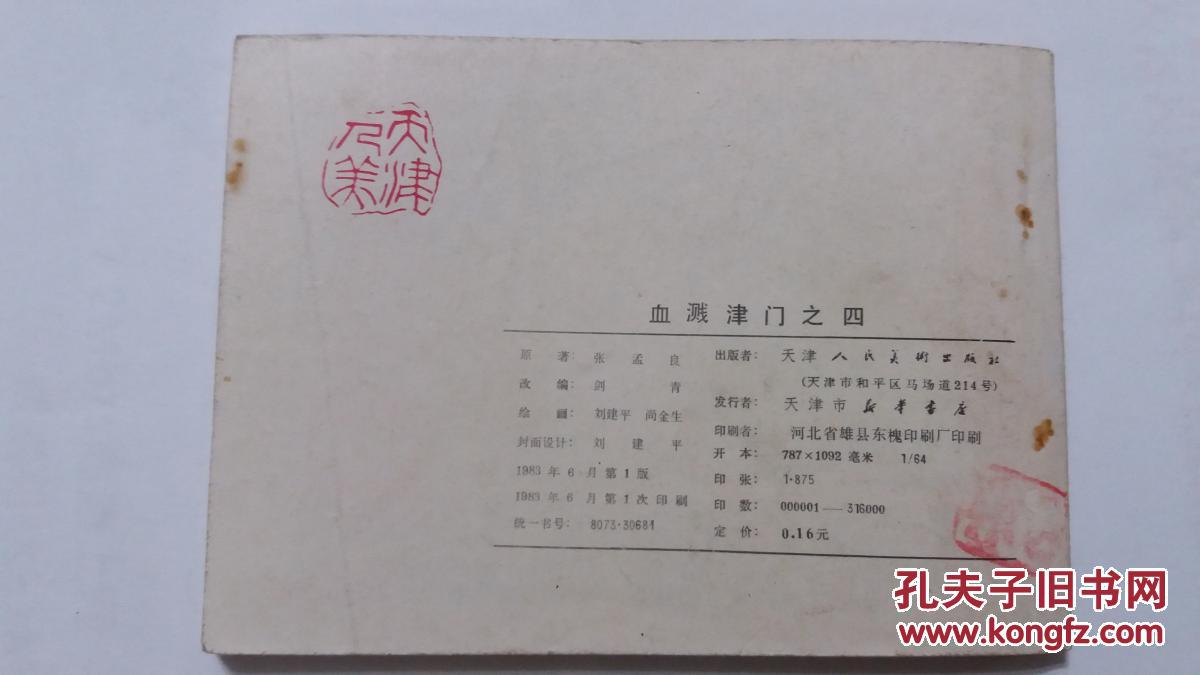 天津
人美
血溅津门之四
原著：张孟良
改编：剑青
绘画：刘建平 尚金生
封面设计：刘建平
1983年6月第1版
1983年6月第1次印刷
统一书号：8073·30681
出版者：天津人民美術出版社
（天津市和平区马场道214号）
发行者：天津市新华书店
印刷者：河北省雄县东槐印刷厂印刷
开本：787×1092毫米 1/64
印张：1·875
印数：000001—316000
定价：0.16元
孔夫子旧书网
www.kongfz.com